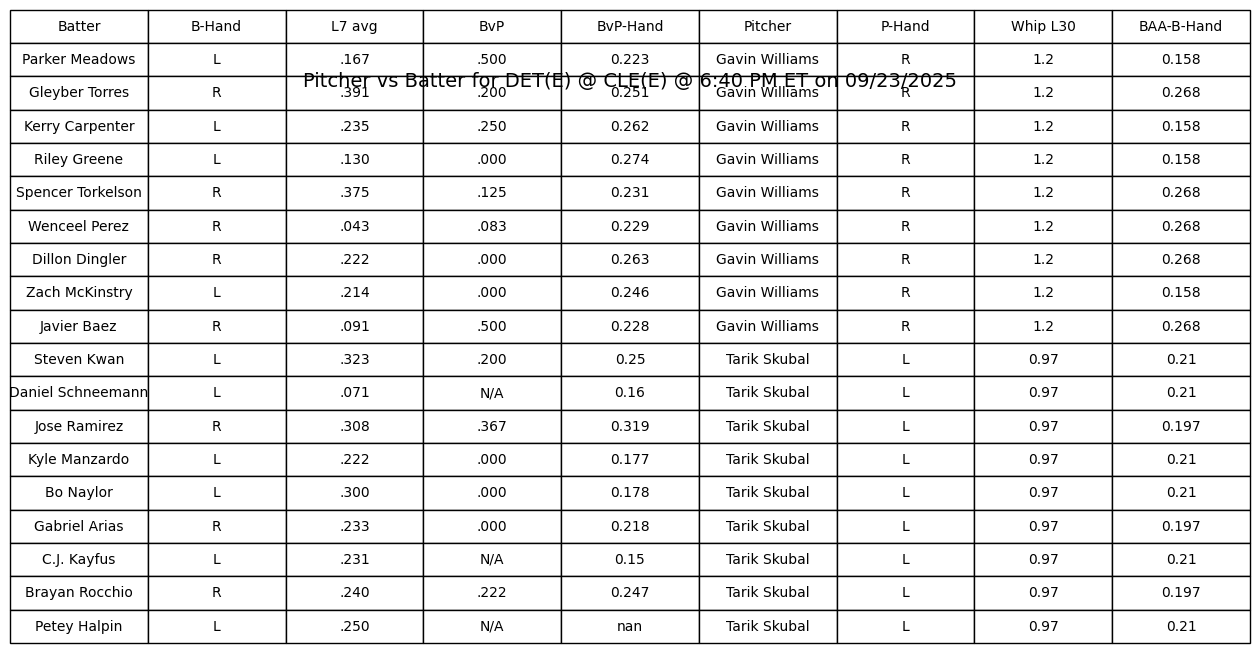 Batter B-Hand L7 avg BvP BvP-Hand Pitcher P-Hand Whip L30 BAA-B-Hand
Parker Meadows L .167 .500 0.223 Gavin Williams R 1.2 0.158
Pitcher vs Batter for DET(E) @ CLE(E) @ 6:40 PM ET on 09/23/2025
Gleyber Torres R .391 .200 0.251 Gavin Williams R 1.2 0.268
Kerry Carpenter L .235 .250 0.262 Gavin Williams R 1.2 0.158
Riley Greene L .130 .000 0.274 Gavin Williams R 1.2 0.158
Spencer Torkelson R .375 .125 0.231 Gavin Williams R 1.2 0.268
Wenceel Perez R .043 .083 0.229 Gavin Williams R 1.2 0.268
Dillon Dingler R .222 .000 0.263 Gavin Williams R 1.2 0.268
Zach McKinstry L .214 .000 0.246 Gavin Williams R 1.2 0.158
Javier Baez R .091 .500 0.228 Gavin Williams R 1.2 0.268
Steven Kwan L .323 .200 0.25 Tarik Skubal L 0.97 0.21
Daniel Schneemann L .071 N/A 0.16 Tarik Skubal L 0.97 0.21
Jose Ramirez R .308 .367 0.319 Tarik Skubal L 0.97 0.197
Kyle Manzardo L .222 .000 0.177 Tarik Skubal L 0.97 0.21
Bo Naylor L .300 .000 0.178 Tarik Skubal L 0.97 0.21
Gabriel Arias R .233 .000 0.218 Tarik Skubal L 0.97 0.197
C.J. Kayfus L .231 N/A 0.15 Tarik Skubal L 0.97 0.21
Brayan Rocchio R .240 .222 0.247 Tarik Skubal L 0.97 0.197
Petey Halpin L .250 N/A nan Tarik Skubal L 0.97 0.21